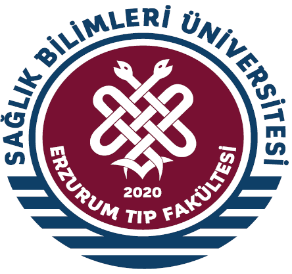 SAĞLIK BİLİMLERİ ÜNİVERSİTESİ
2020
ERZURUM TIP FAKÜLTESİ